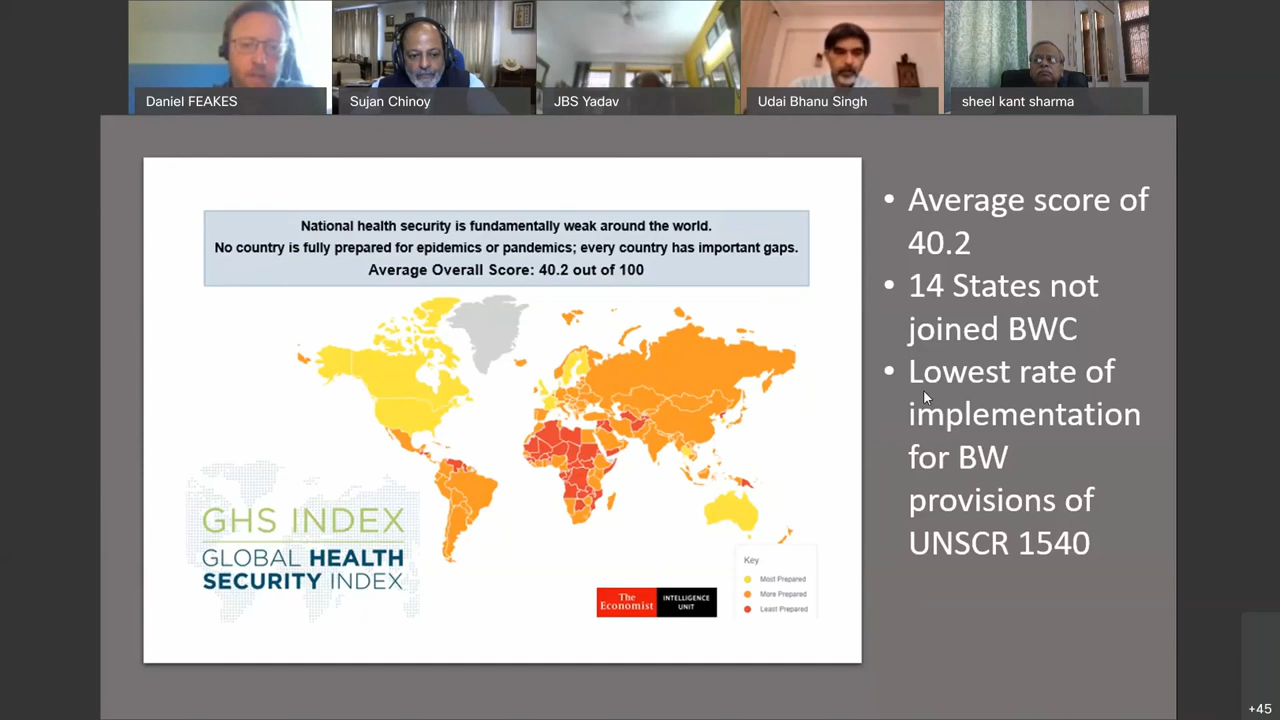 Daniel FEAKES
Sujan Chinoy
JBS Yadav
Udai Bhanu Singh
sheel kant sharma
National health security is fundamentally weak around the world.
No country is fully prepared for epidemics or pandemics; every country has important gaps.
Average Overall Score: 40.2 out of 100
GHS INDEX
GLOBAL HEALTH
SECURITY INDEX
The
Economist
INTELLIGENCE
UNIT
Key
Most Prepared
More Prepared
Least Prepared
• Average score of
40.2
• 14 States not
joined BWC
• Lowest rate of
implementation
for BW
provisions of
UNSCR 1540
+45